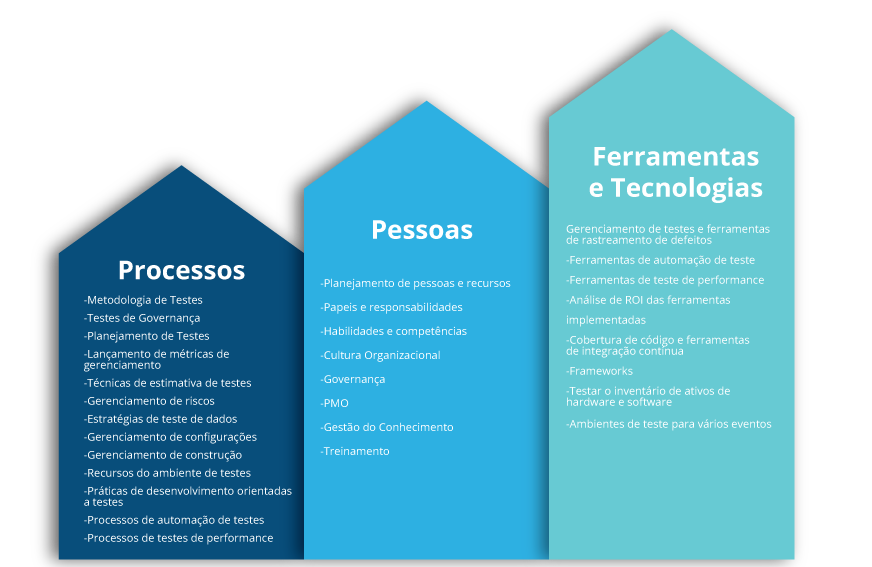 Processos
-Metodologia de Testes
-Testes de Governança
-Planejamento de Testes
-Lançamento de métricas de
gerenciamento
-Técnicas de estimativa de testes
-Gerenciamento de riscos
-Estratégias de teste de dados
-Gerenciamento de configurações
-Gerenciamento de construção
-Recursos do ambiente de testes
-Práticas de desenvolvimento orientadas
a testes
-Processos de automação de testes
-Processos de testes de performance
Pessoas
-Planejamento de pessoas e recursos
-Papeis e responsabilidades
-Habilidades e competências
-Cultura Organizacional
-Governança
-PMO
-Gestão do Conhecimento
-Treinamento
Ferramentas
e Tecnologias
Gerenciamento de testes e ferramentas
de rastreamento de defeitos
-Ferramentas de automação de teste
-Ferramentas de teste de performance
-Análise de ROI das ferramentas
implementadas
-Cobertura de código e ferramentas
de integração contínua
-Frameworks
-Testar o inventário de ativos de
hardware e software
-Ambientes de teste para vários eventos